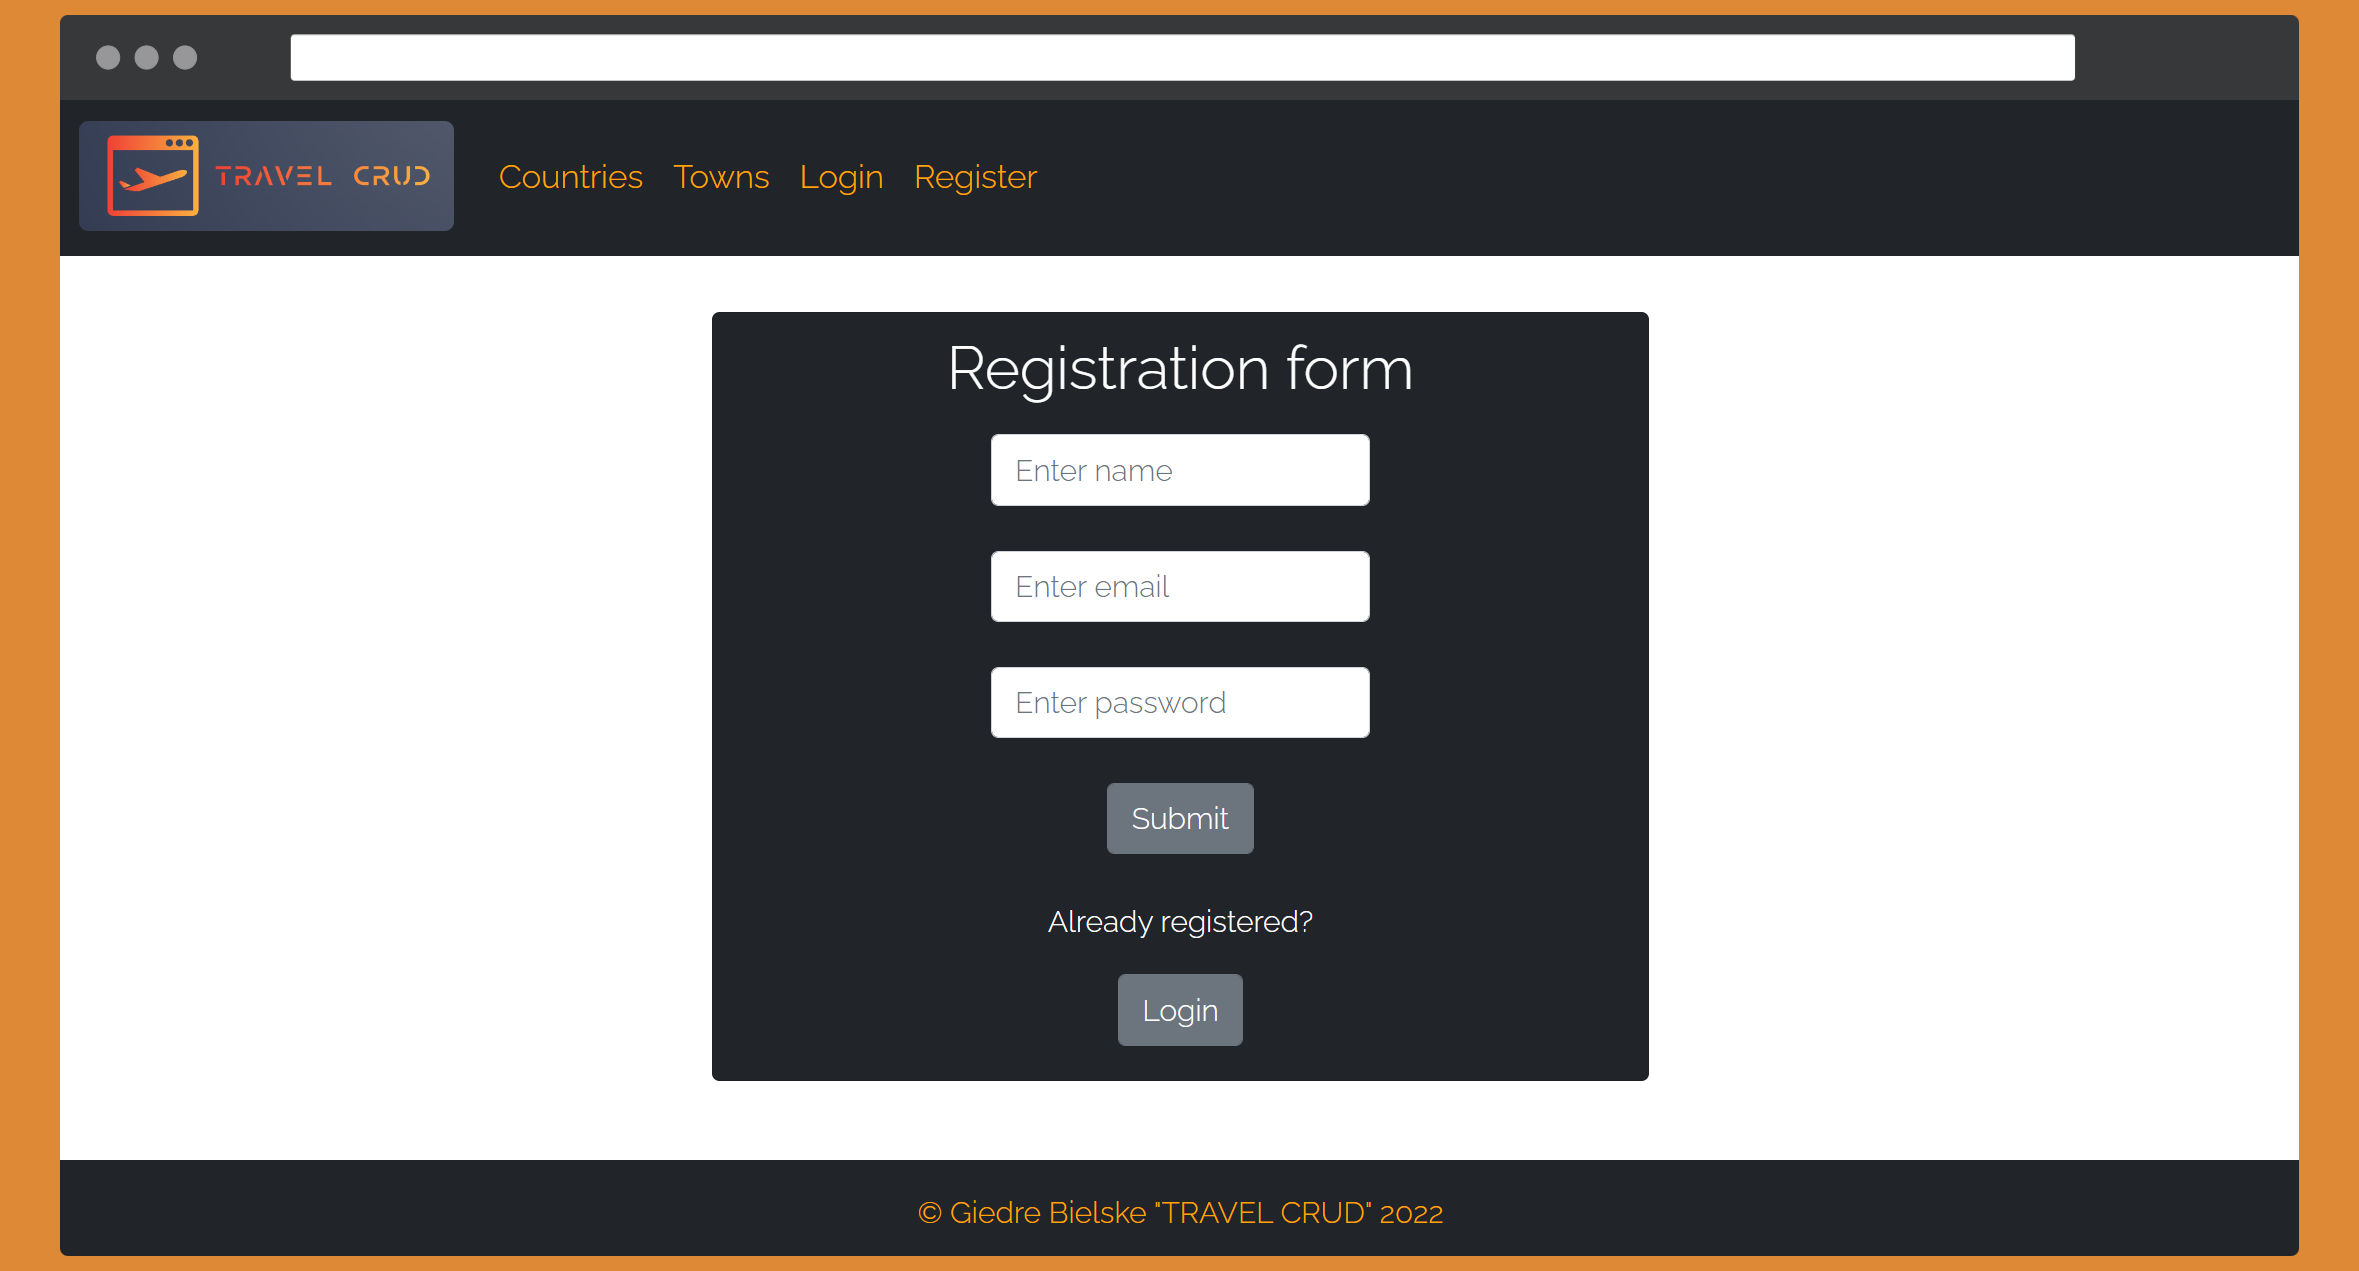 TRAVEL CRUD
Countries Towns Login Register
Registration form
Enter name
Enter email
Enter password
Submit
Already registered?
Login
© Giedre Bielske "TRAVEL CRUD" 2022